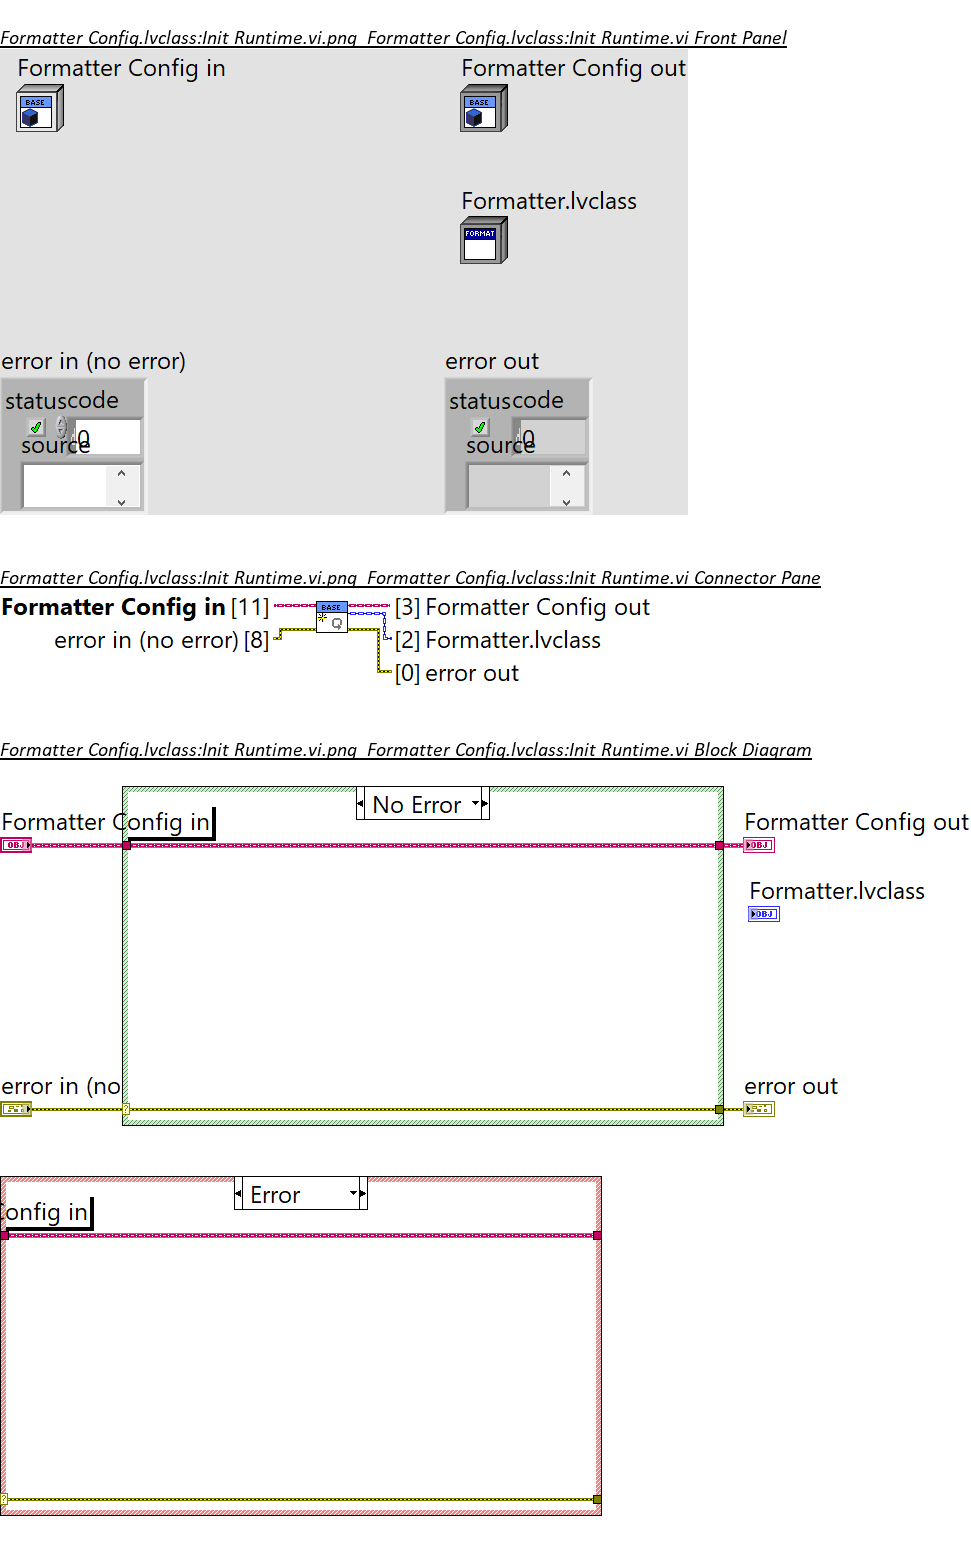 Formatter Config.lvclass:Init Runtime.vi.png  Formatter Config.lvclass:Init Runtime.vi Front Panel
Formatter Config in
Formatter Config out
BASE
BASE
Formatter.lvclass
FORMAT
error in (no error)
error out
status code
status code
0
0
source
source
Formatter Config.lvclass:Init Runtime.vi.png  Formatter Config.lvclass:Init Runtime.vi Connector Pane
Formatter Config in [11]
BASE
[3] Formatter Config out
error in (no error) [8]
[2] Formatter.lvclass
[0] error out
Formatter Config.lvclass:Init Runtime.vi.png  Formatter Config.lvclass:Init Runtime.vi Block Diagram
No Error
Formatter Config in
Formatter Config out
OBJ
OBJ
Formatter.lvclass
OBJ
error in (no
error out
?
Error
onfig in
?